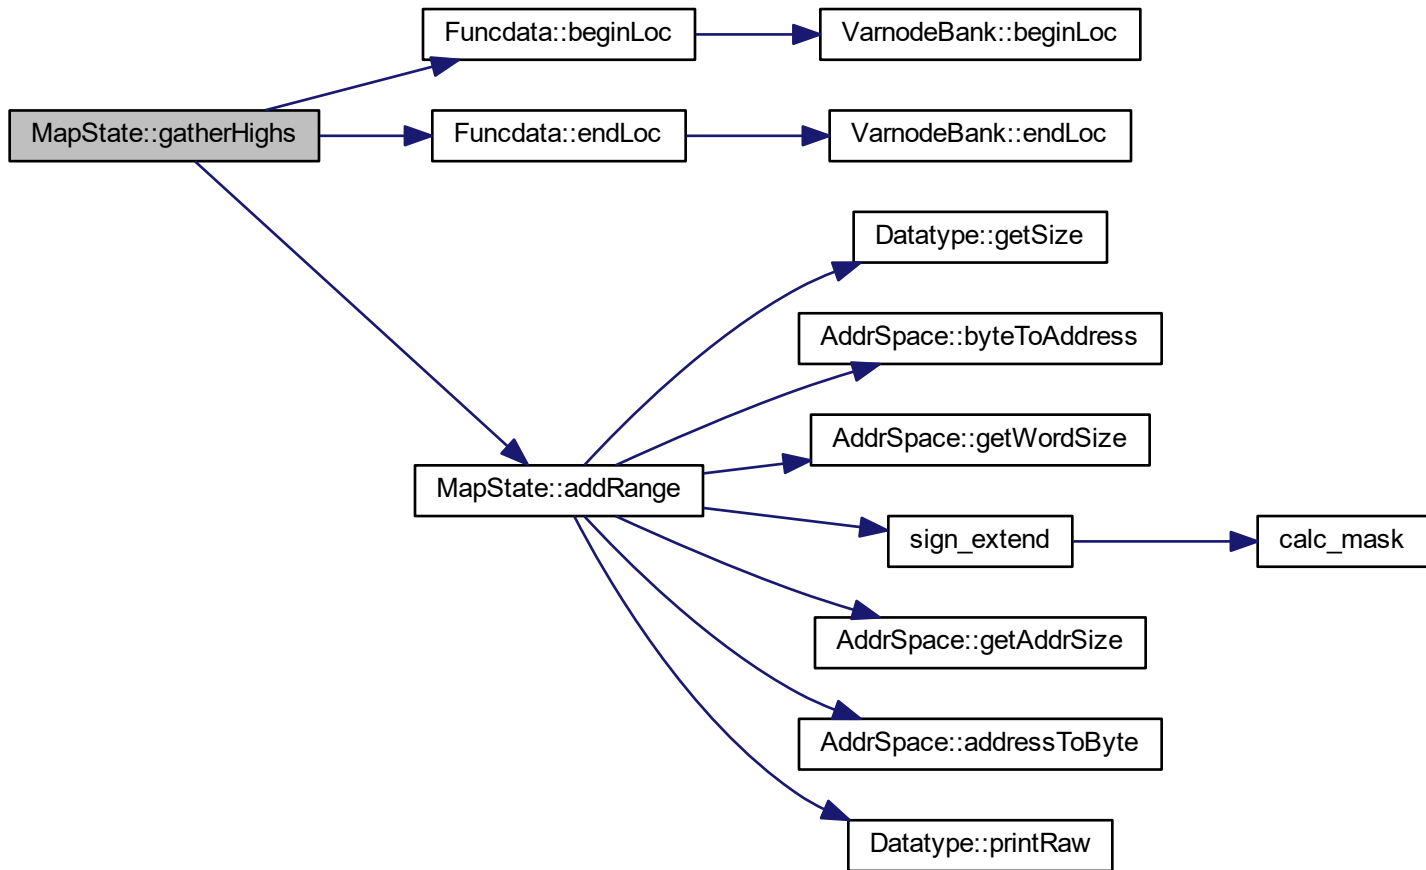 Funcdata::beginLoc
VarnodeBank::beginLoc
MapState::gatherHighs
Funcdata::endLoc
VarnodeBank::endLoc
Datatype::getSize
AddrSpace::byteToAddress
AddrSpace::getWordSize
MapState::addRange
sign_extend
calc_mask
AddrSpace::getAddrSize
AddrSpace::addressToByte
Datatype::printRaw